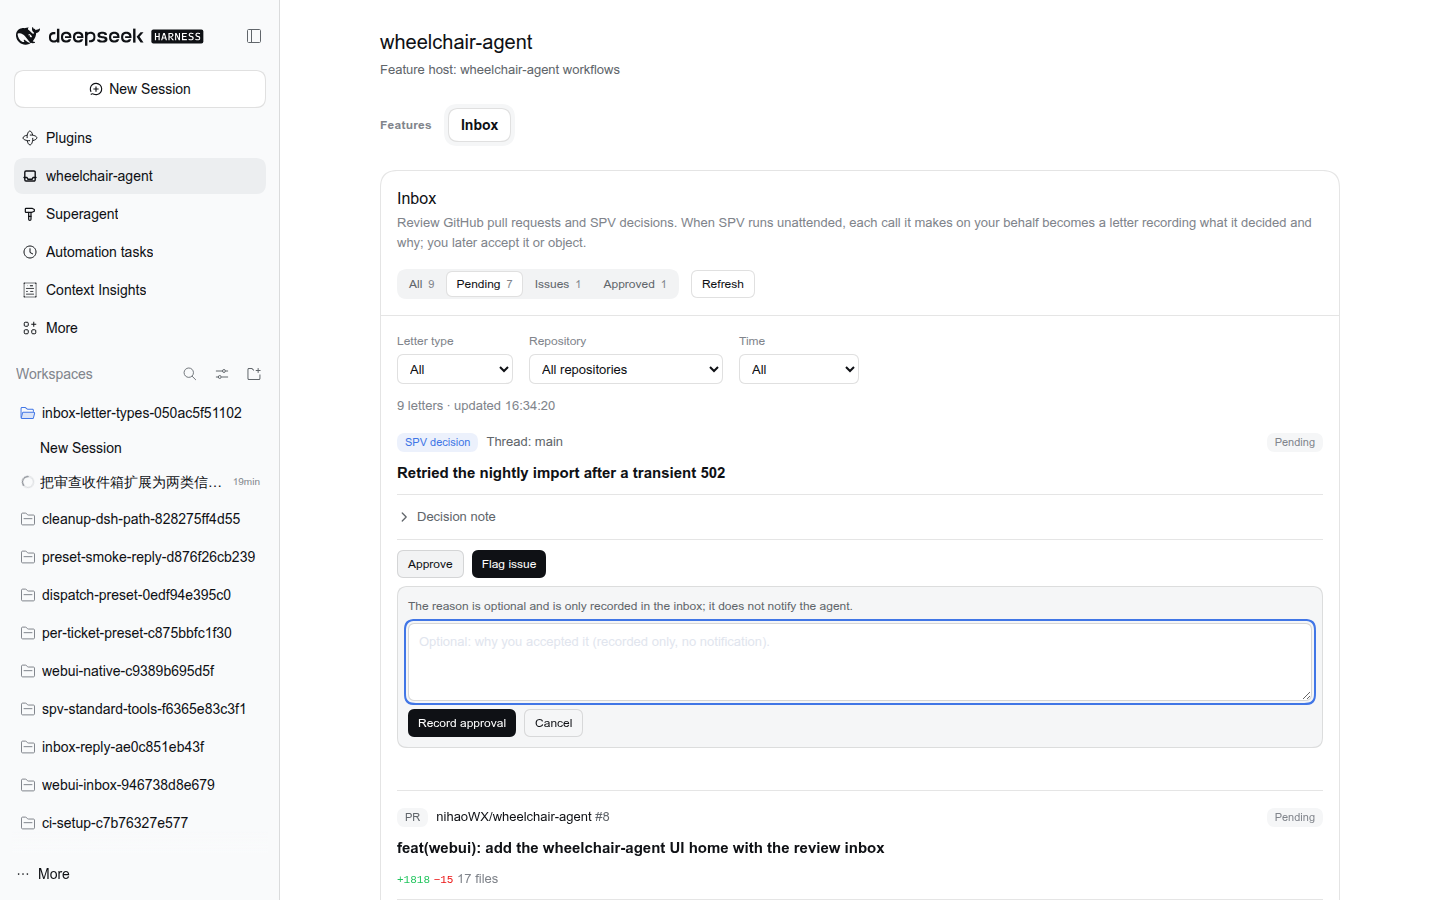 deepseek HARNESS
New Session
Plugins
wheelchair-agent
Superagent
Automation tasks
Context Insights
More
Workspaces
inbox-letter-types-050ac5f51102
New Session
把审查收件箱扩展为两类信… 19min
cleanup-dsh-path-828275ff4d55
preset-smoke-reply-d876f26cb239
dispatch-preset-0edf94e395c0
per-ticket-preset-c875bbfc1f30
webui-native-c9389b695d5f
spv-standard-tools-f6365e83c3f1
inbox-reply-ae0c851eb43f
webui-inbox-946738d8e679
ci-setup-c7b76327e577
More
wheelchair-agent
Feature host: wheelchair-agent workflows
Features Inbox
Inbox
Review GitHub pull requests and SPV decisions. When SPV runs unattended, each call it makes on your behalf becomes a letter recording what it decided and
why; you later accept it or object.
All 9 Pending 7 Issues 1 Approved 1 Refresh
Letter type Repository Time
All All repositories All
9 letters · updated 16:34:20
SPV decision Thread: main Pending
Retried the nightly import after a transient 502
Decision note
Approve Flag issue
The reason is optional and is only recorded in the inbox; it does not notify the agent.
Optional: why you accepted it (recorded only, no notification).
Record approval Cancel
PR nihaoWX/wheelchair-agent #8 Pending
feat(webui): add the wheelchair-agent UI home with the review inbox
+1818 −15 17 files